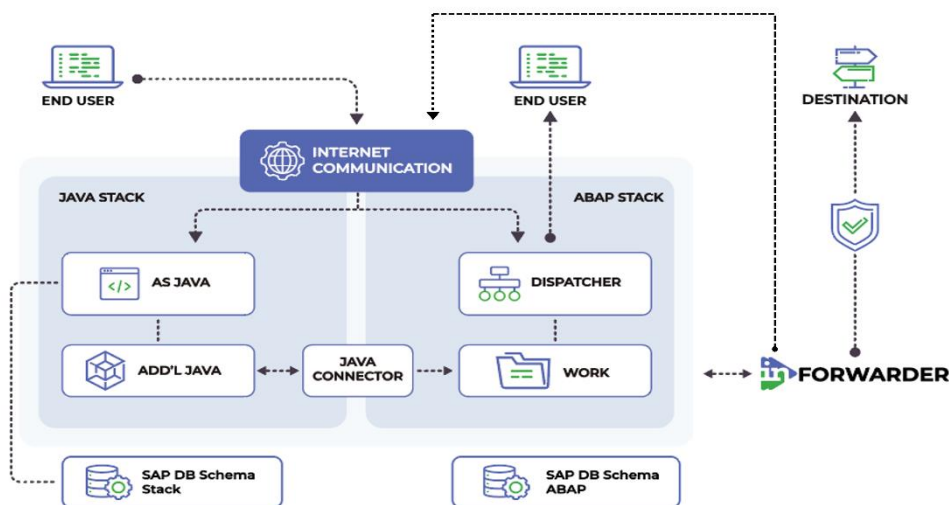 END USER
END USER
DESTINATION
INTERNET
COMMUNICATION
JAVA STACK
ABAP STACK
</>
AS JAVA
DISPATCHER
ADD'L JAVA
JAVA
CONNECTOR
WORK
FORWARDER
SAP DB Schema
Stack
SAP DB Schema
ABAP